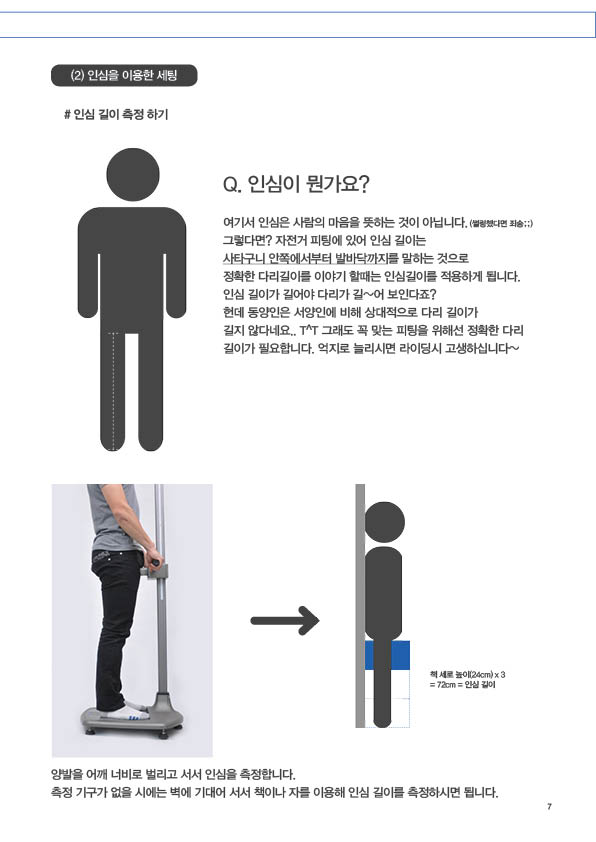 (2) 인심을 이용한 세팅
# 인심 길이 측정 하기
Q. 인심이 뭔가요?
여기서 인심은 사람의 마음을 뜻하는 것이 아닙니다. (썰렁했다면 죄송;;)
그렇다면? 자전거 피팅에 있어 인심 길이는
사타구니 안쪽에서부터 발바닥까지를 말하는 것으로
정확한 다리길이를 이야기 할때는 인심길이를 적용하게 됩니다.
인심 길이가 길어야 다리가 길~어 보인다죠?
헌데 동양인은 서양인에 비해 상대적으로 다리 길이가
길지 않다네요.. T^T 그래도 꼭 맞는 피팅을 위해선 정확한 다리
길이가 필요합니다. 억지로 늘리시면 라이딩시 고생하십니다~
책 세로 높이(24cm) x 3
= 72cm = 인심 길이
양발을 어깨 너비로 벌리고 서서 인심을 측정합니다.
측정 기구가 없을 시에는 벽에 기대어 서서 책이나 자를 이용해 인심 길이를 측정하시면 됩니다.
7